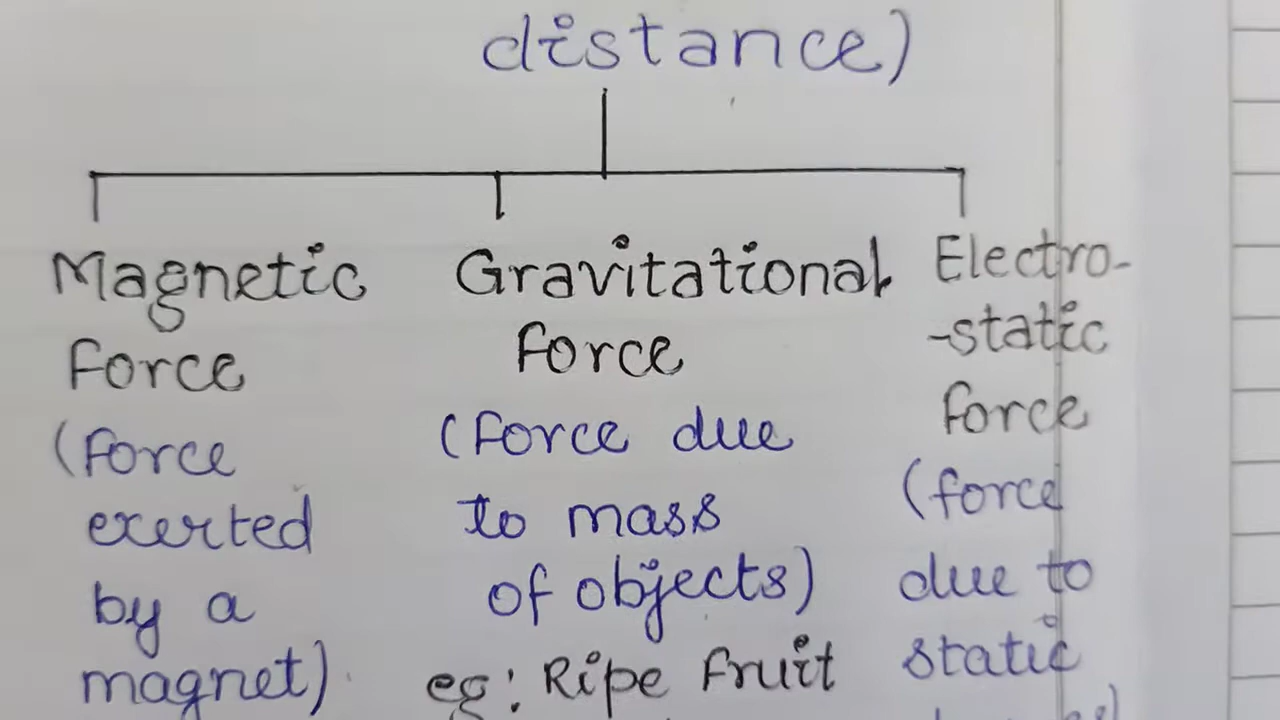 distance)
Magnetic
Force
(Force
exerted
by a
magnet)
Gravitational
Force
(Force due
to mass
of objects)
eg: Ripe Fruit
Electro-
-static
Force
(force
due to
static